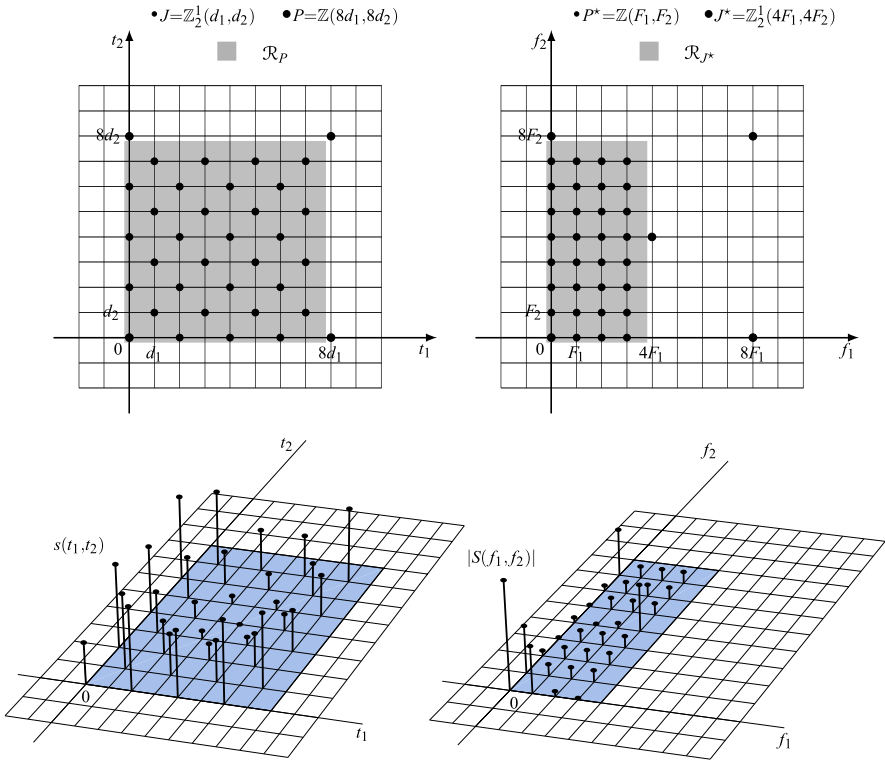 J=ℤ₂¹(d₁,d₂) P=ℤ(8d₁,8d₂)
t₂
ℛ_P
8d₂
d₂
0 d₁ 8d₁ t₁
P⋆=ℤ(F₁,F₂) J⋆=ℤ₂¹(4F₁,4F₂)
f₂
ℛ_J⋆
8F₂
F₂
0 F₁ 4F₁ 8F₁ f₁
t₂
s(t₁,t₂)
0
t₁
f₂
|S(f₁,f₂)|
0
f₁